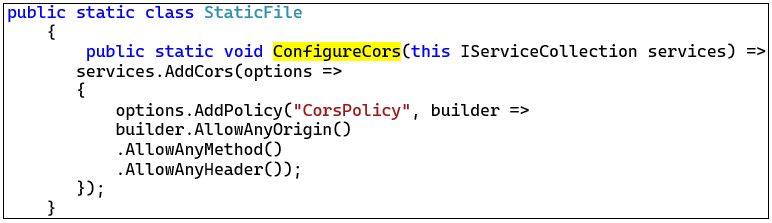 public static class StaticFile
{
public static void ConfigureCors(this IServiceCollection services) =>
services.AddCors(options =>
{
options.AddPolicy("CorsPolicy", builder =>
builder.AllowAnyOrigin()
.AllowAnyMethod()
.AllowAnyHeader());
});
}